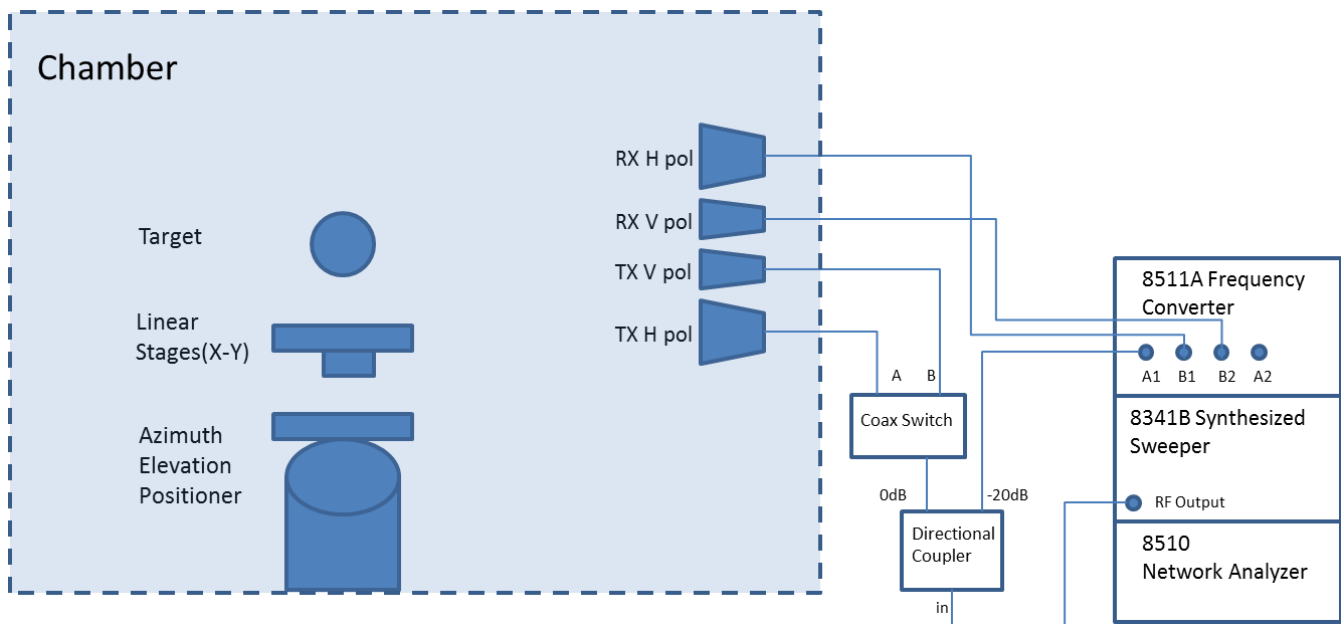 Chamber
RX H pol
RX V pol
TX V pol
TX H pol
Target
Linear
Stages(X-Y)
Azimuth
Elevation
Positioner
A
B
Coax Switch
0dB
-20dB
Directional
Coupler
in
8511A Frequency
Converter
A1
B1
B2
A2
8341B Synthesized
Sweeper
RF Output
8510
Network Analyzer